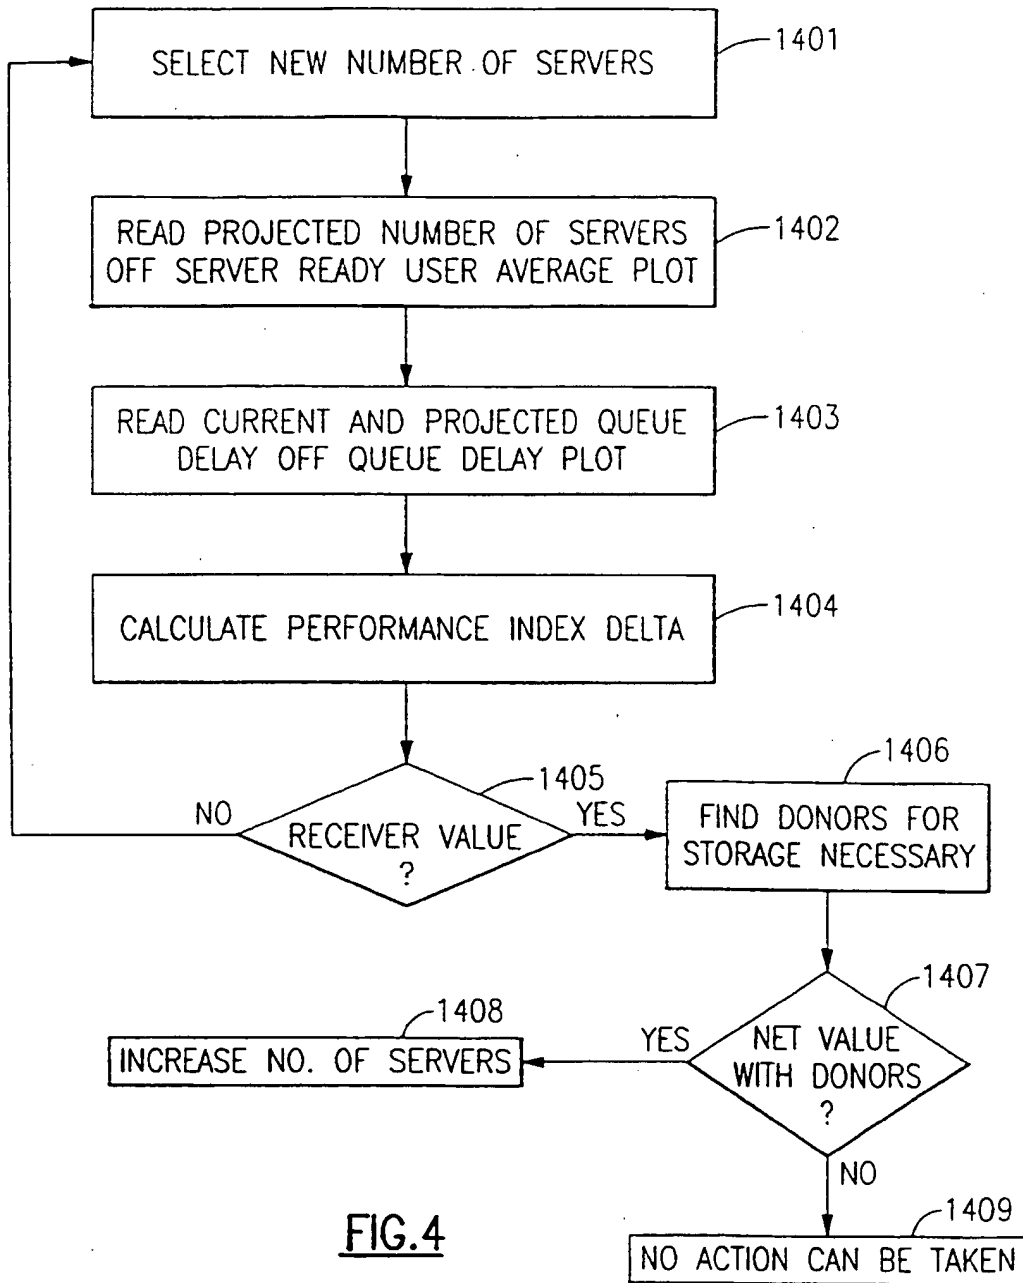 SELECT NEW NUMBER OF SERVERS
1401
READ PROJECTED NUMBER OF SERVERS
OFF SERVER READY USER AVERAGE PLOT
1402
READ CURRENT AND PROJECTED QUEUE
DELAY OFF QUEUE DELAY PLOT
1403
CALCULATE PERFORMANCE INDEX DELTA
1404
1405
NO
RECEIVER VALUE
?
YES
1406
FIND DONORS FOR
STORAGE NECESSARY
1407
NET VALUE
WITH DONORS
?
YES
1408
INCREASE NO. OF SERVERS
NO
1409
NO ACTION CAN BE TAKEN
FIG.4